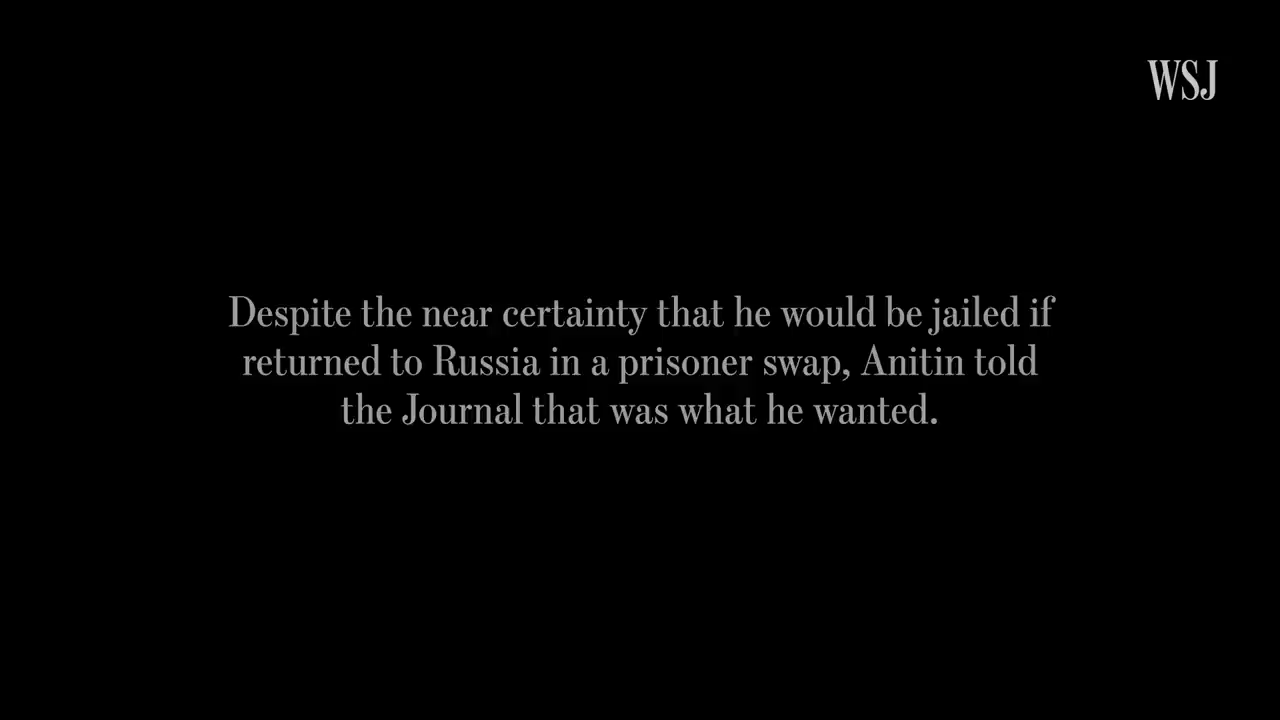 WSJ
Despite the near certainty that he would be jailed if
returned to Russia in a prisoner swap, Anitin told
the Journal that was what he wanted.